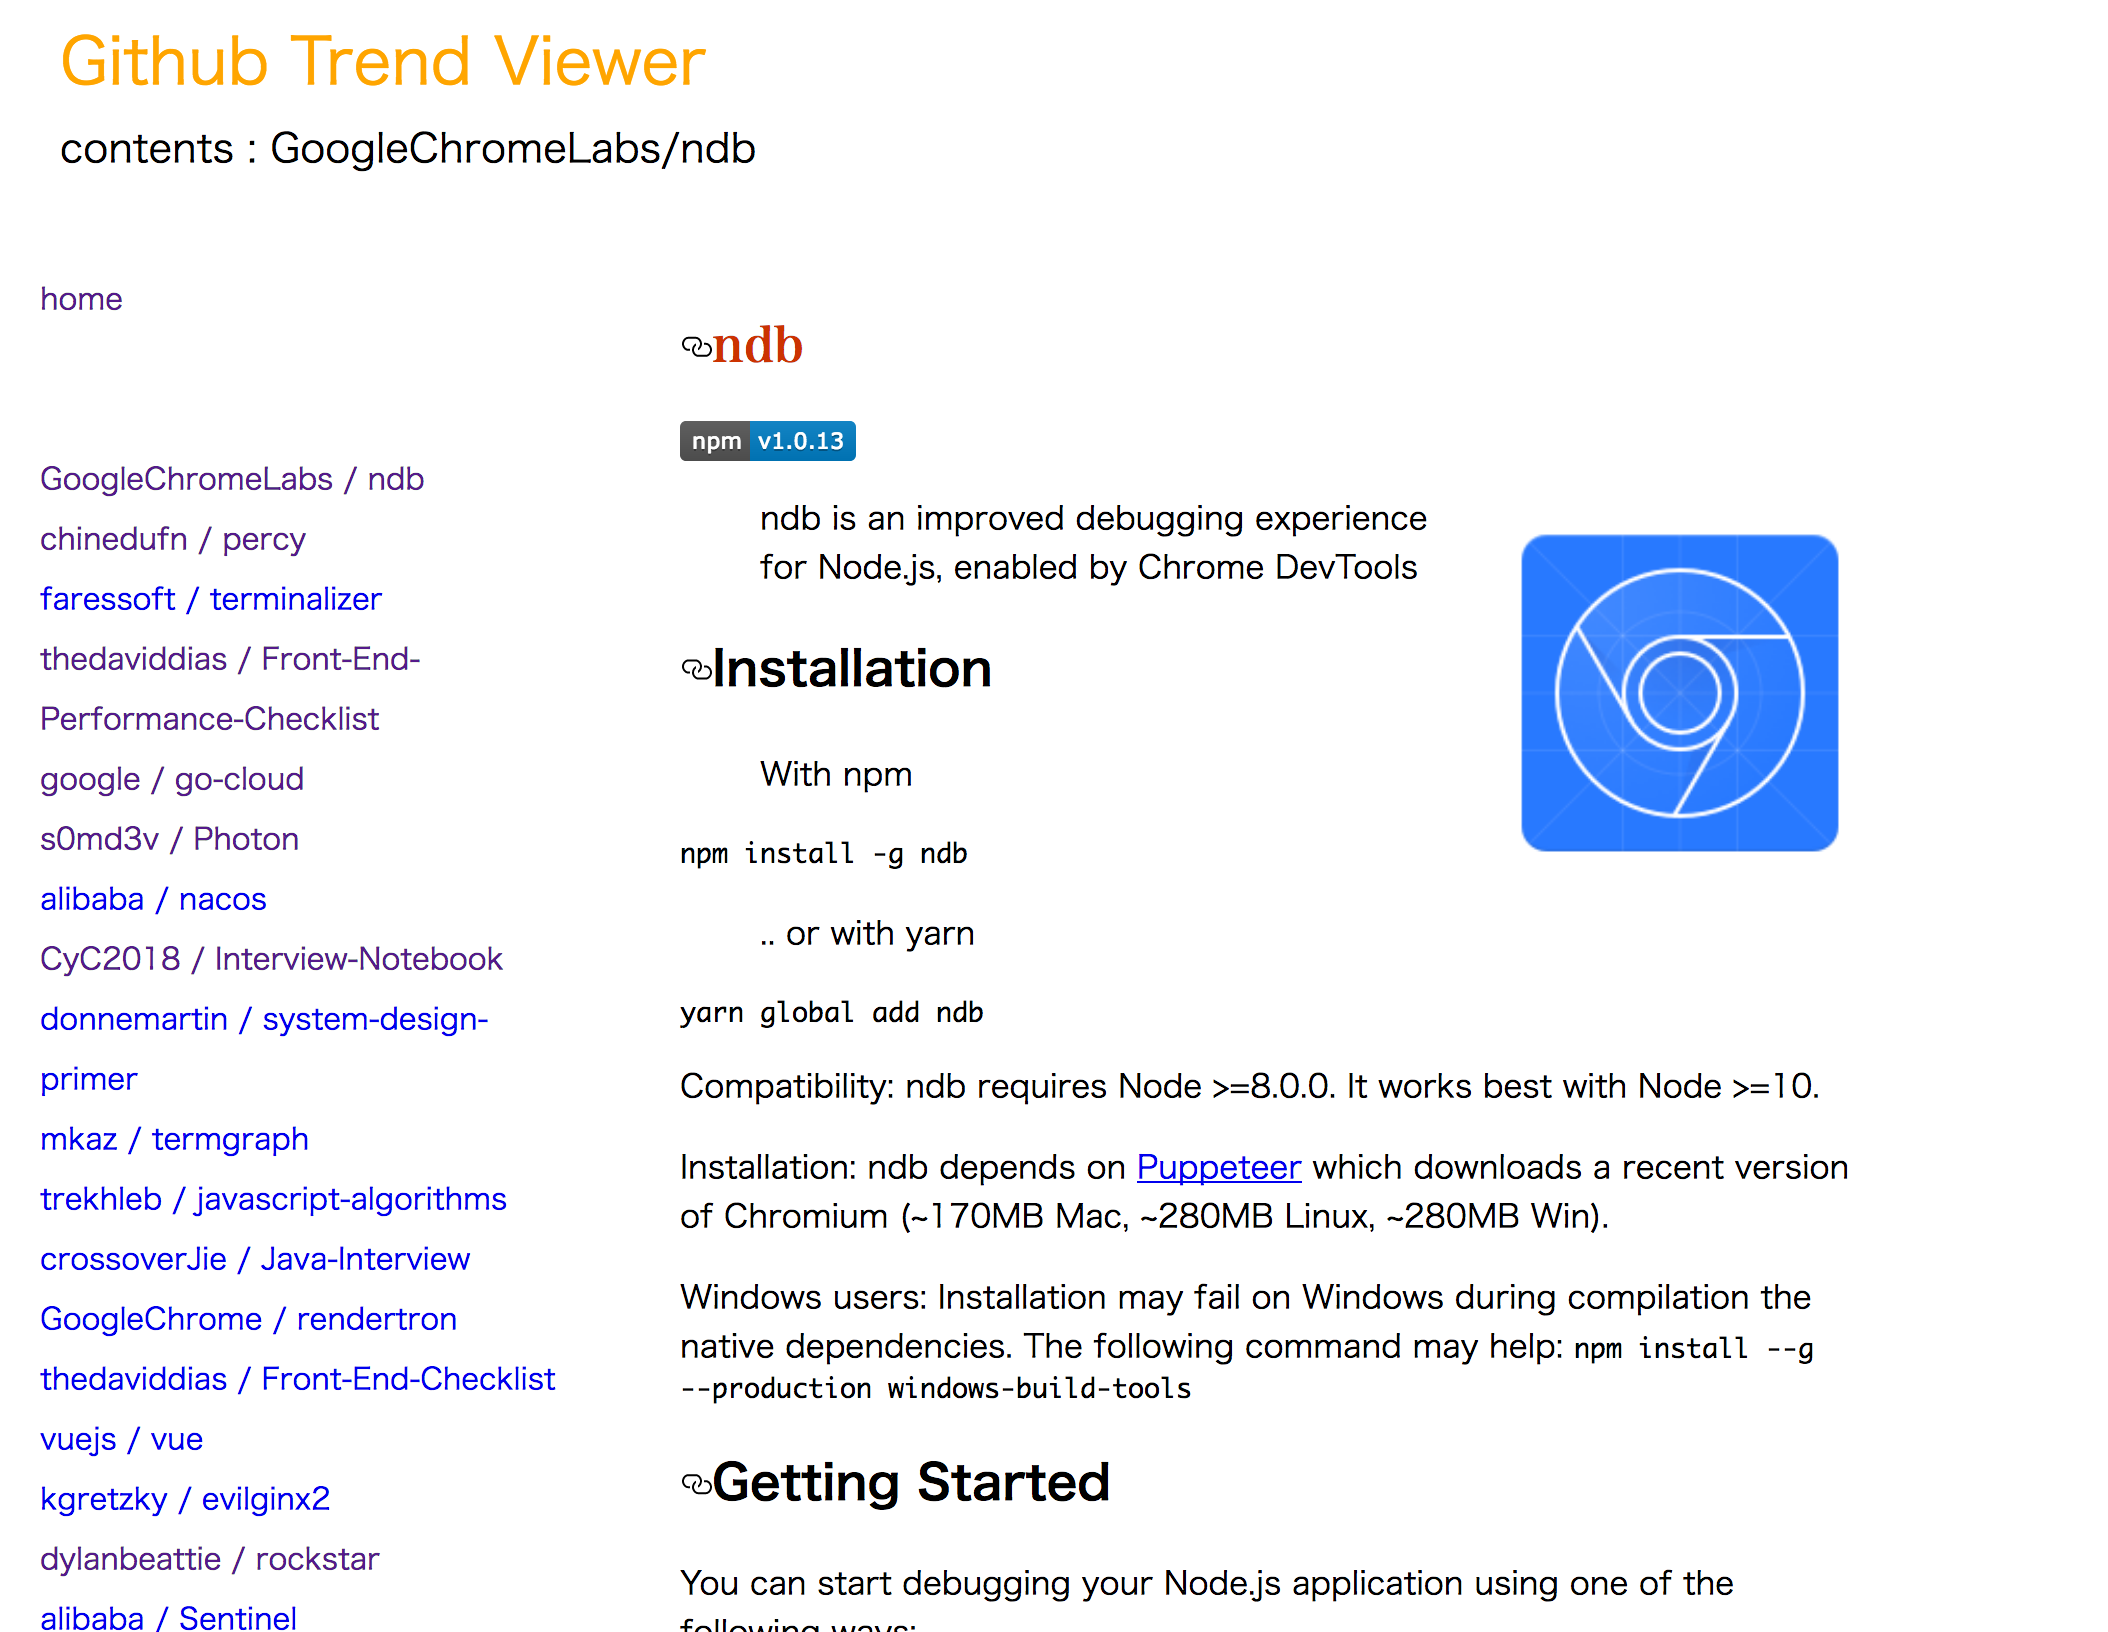 Github Trend Viewer
contents : GoogleChromeLabs/ndb
home
GoogleChromeLabs / ndb
chinedufn / percy
faressoft / terminalizer
thedaviddias / Front-End-
Performance-Checklist
google / go-cloud
s0md3v / Photon
alibaba / nacos
CyC2018 / Interview-Notebook
donnemartin / system-design-
primer
mkaz / termgraph
trekhleb / javascript-algorithms
crossoverJie / Java-Interview
GoogleChrome / rendertron
thedaviddias / Front-End-Checklist
vuejs / vue
kgretzky / evilginx2
dylanbeattie / rockstar
alibaba / Sentinel
ndb
npm v1.0.13
ndb is an improved debugging experience
for Node.js, enabled by Chrome DevTools
Installation
With npm
npm install -g ndb
.. or with yarn
yarn global add ndb
Compatibility: ndb requires Node >=8.0.0. It works best with Node >=10.
Installation: ndb depends on Puppeteer which downloads a recent version
of Chromium (~170MB Mac, ~280MB Linux, ~280MB Win).
Windows users: Installation may fail on Windows during compilation the
native dependencies. The following command may help: npm install --g
--production windows-build-tools
Getting Started
You can start debugging your Node.js application using one of the
following ways: